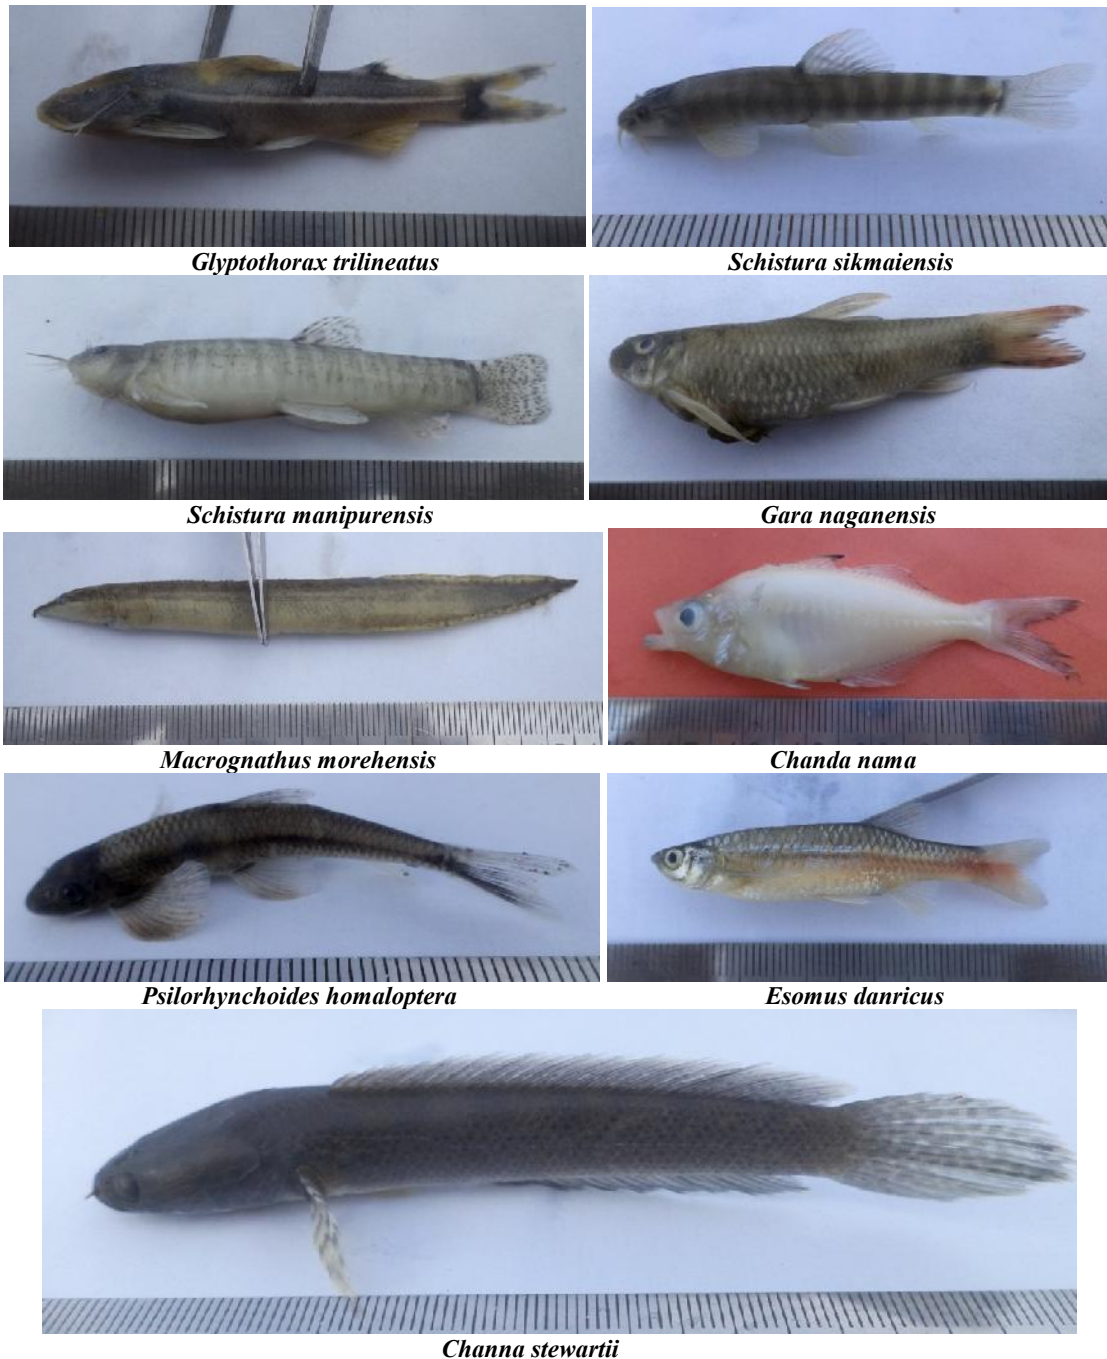 Glyptothorax trilineatus
Schistura sikmaiensis
Schistura manipurensis
Gara naganensis
Macrognathus morehensis
Chanda nama
Psilorhynchoides homaloptera
Esomus danricus
Channa stewartii